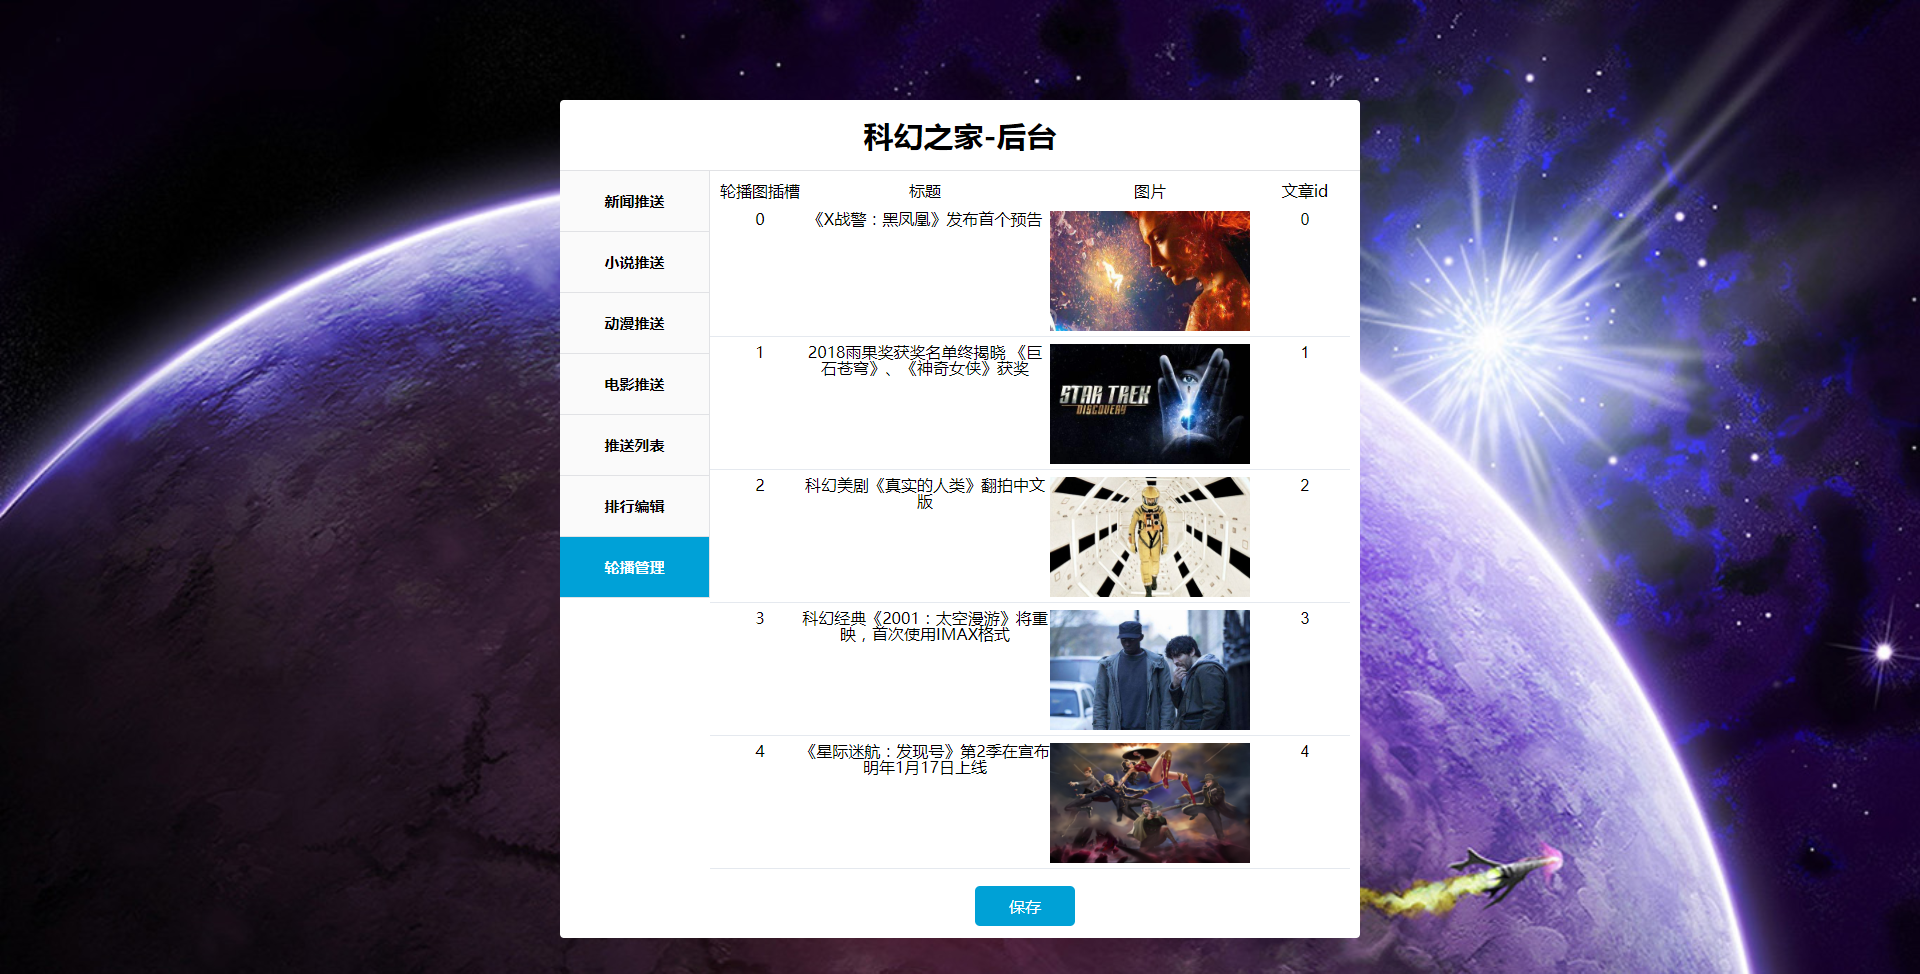 科幻之家-后台
新闻推送
小说推送
动漫推送
电影推送
推送列表
排行编辑
轮播管理
轮播图插槽 标题 图片 文章id
0 《X战警：黑凤凰》发布首个预告 0
1 2018雨果奖获奖名单终揭晓 《巨 1
石苍穹》、《神奇女侠》获奖
STAR TREK
DISCOVERY
2 科幻美剧《真实的人类》翻拍中文 2
版
3 科幻经典《2001：太空漫游》将重 3
映，首次使用IMAX格式
4 《星际迷航：发现号》第2季在宣布 4
明年1月17日上线
保存